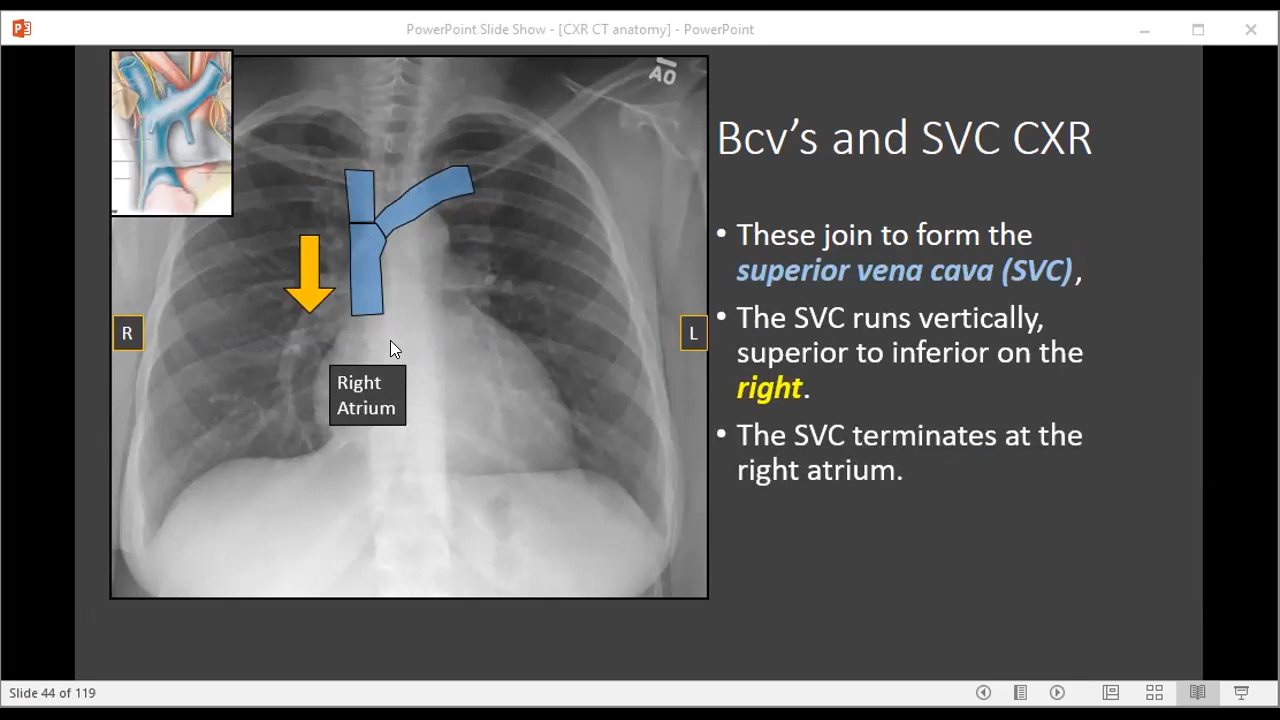 PowerPoint Slide Show - [CXR CT anatomy] - PowerPoint
AO
Bcv's and SVC CXR
• These join to form the
superior vena cava (SVC),
• The SVC runs vertically,
superior to inferior on the
right.
• The SVC terminates at the
right atrium.
R
L
Right
Atrium
Slide 44 of 119